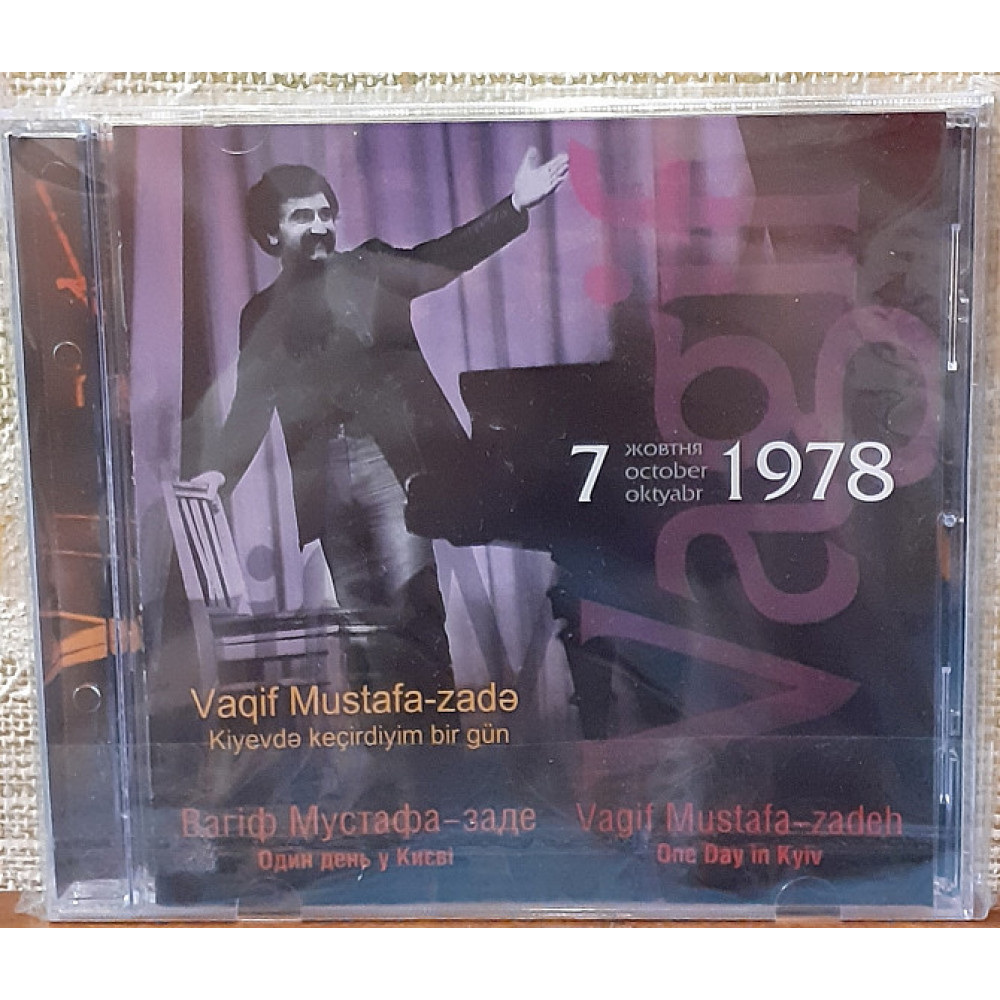 Vagif
7 жовтня 1978
october
oktyabr
Vaqif Mustafa-zadə
Kiyevdə keçirdiyim bir gün
Вагіф Мустафа-заде
Один день у Києві
Vagif Mustafa-zadeh
One Day in Kyiv